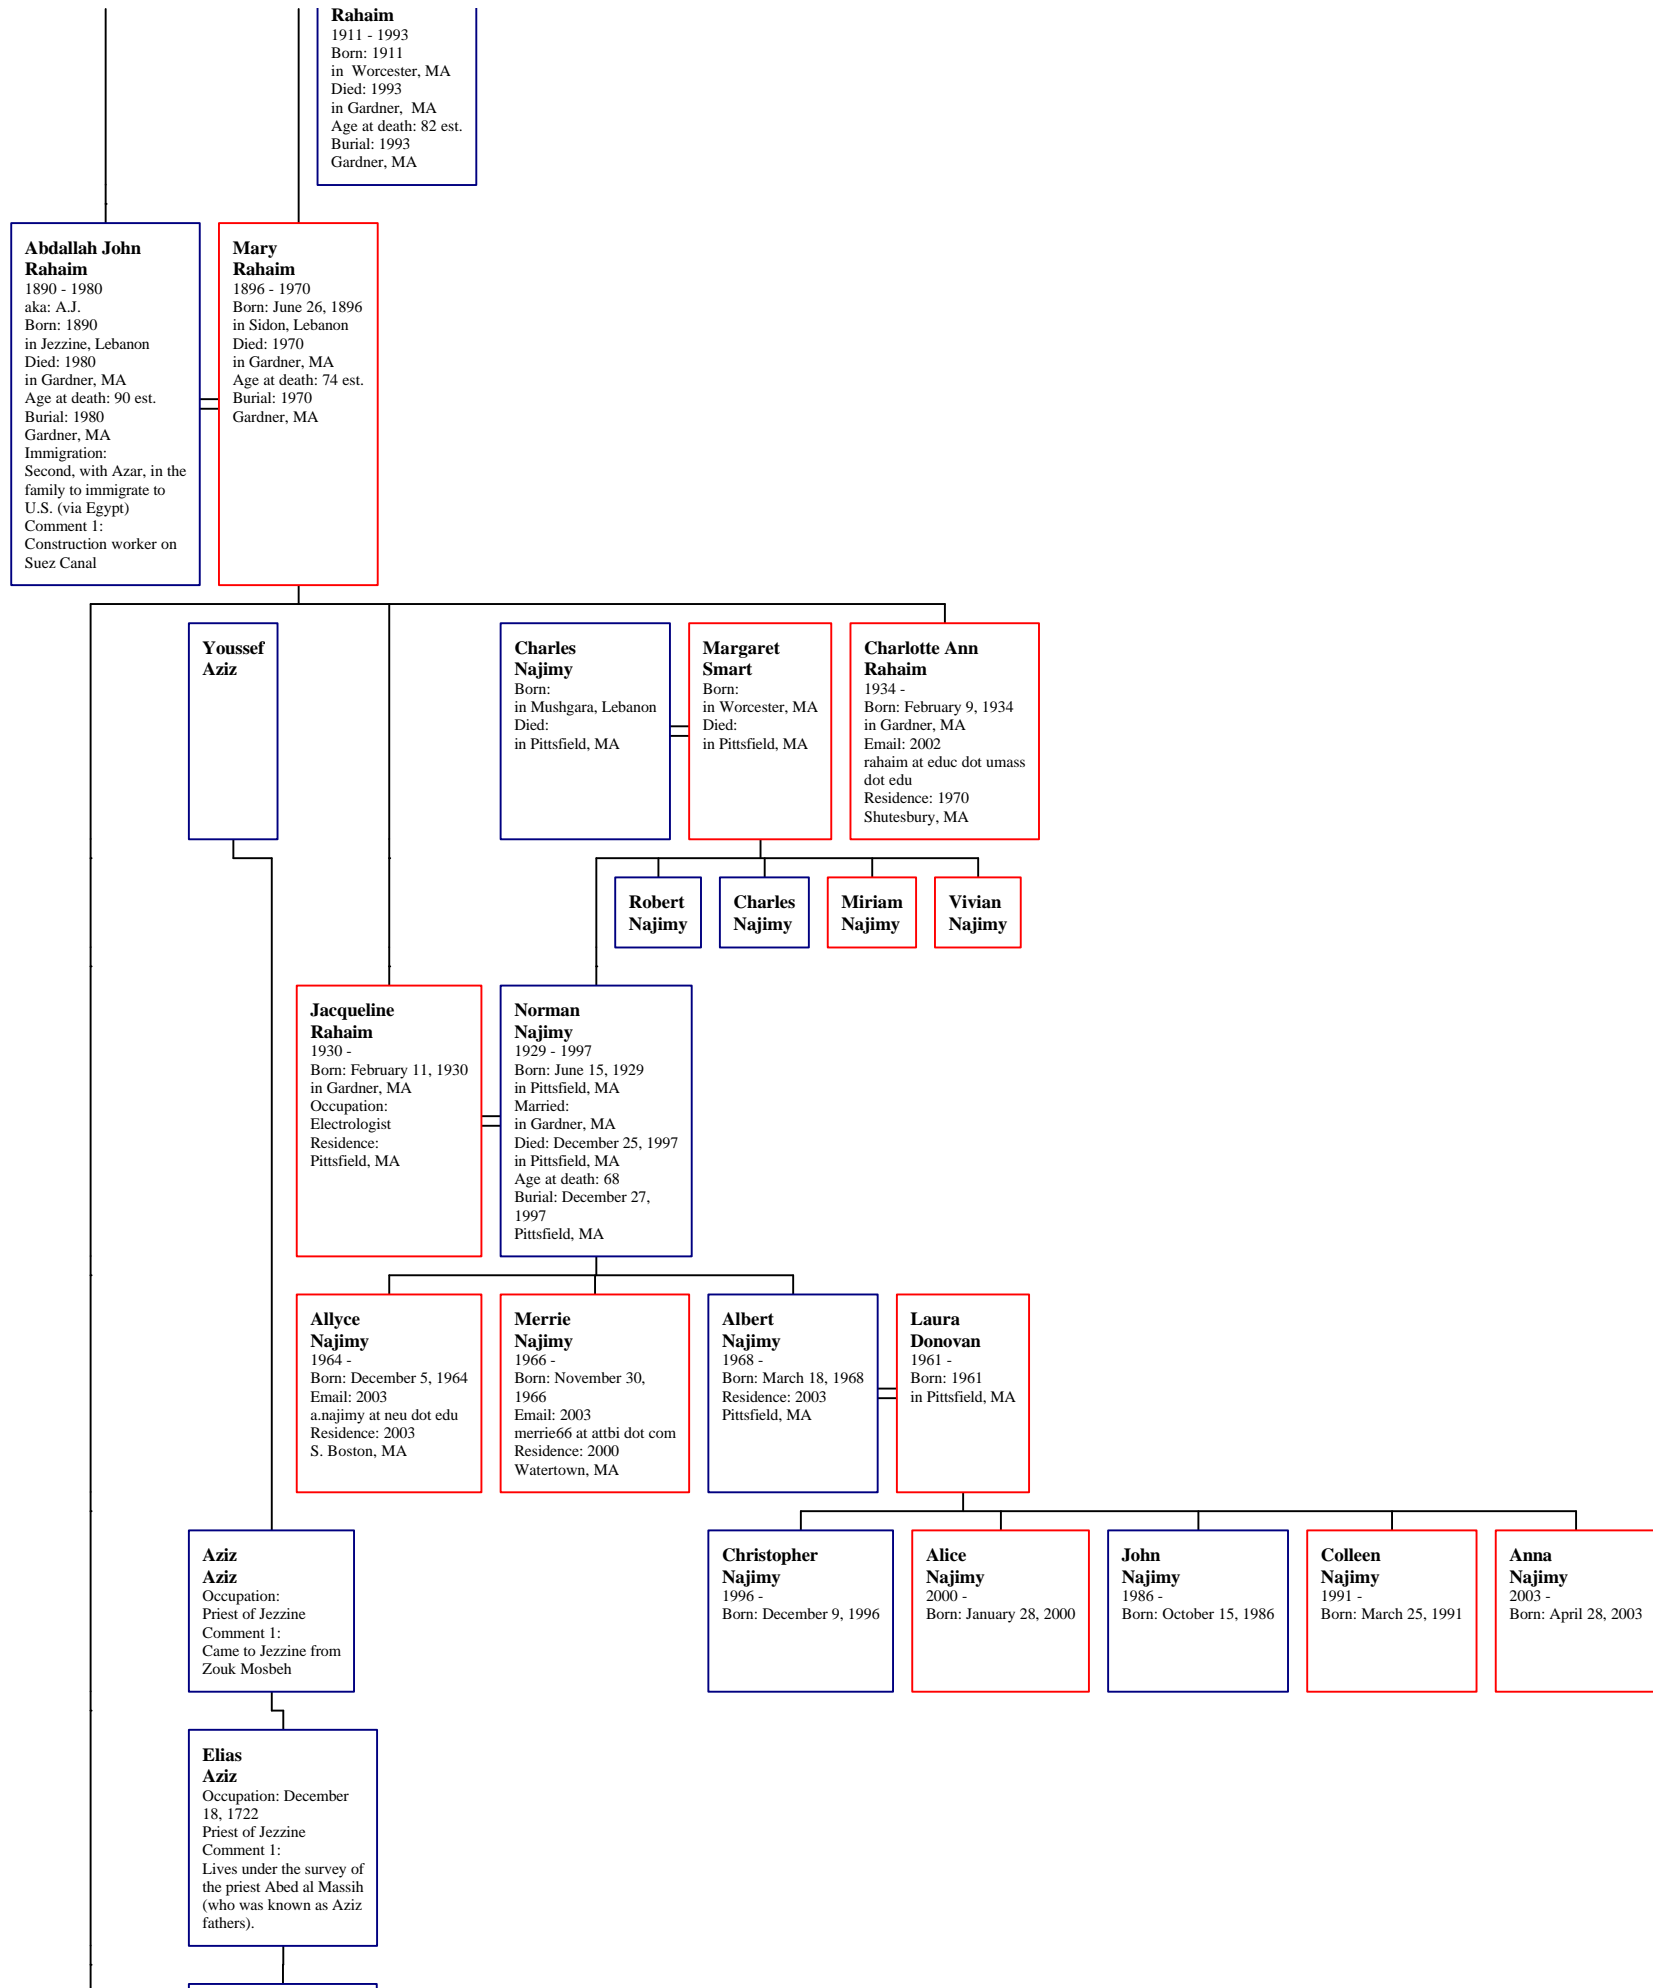 Rahaim
1911 - 1993
Born: 1911
in  Worcester, MA
Died: 1993
in Gardner,  MA
Age at death: 82 est.
Burial: 1993
Gardner, MA
Abdallah John
Rahaim
1890 - 1980
aka: A.J.
Born: 1890
in Jezzine, Lebanon
Died: 1980
in Gardner, MA
Age at death: 90 est.
Burial: 1980
Gardner, MA
Immigration:
Second, with Azar, in the
family to immigrate to
U.S. (via Egypt)
Comment 1:
Construction worker on
Suez Canal
Mary
Rahaim
1896 - 1970
Born: June 26, 1896
in Sidon, Lebanon
Died: 1970
in Gardner, MA
Age at death: 74 est.
Burial: 1970
Gardner, MA
Youssef
Aziz
Charles
Najimy
Born:
in Mushgara, Lebanon
Died:
in Pittsfield, MA
Margaret
Smart
Born:
in Worcester, MA
Died:
in Pittsfield, MA
Charlotte Ann
Rahaim
1934 -
Born: February 9, 1934
in Gardner, MA
Email: 2002
rahaim at educ dot umass
dot edu
Residence: 1970
Shutesbury, MA
Robert
Najimy
Charles
Najimy
Miriam
Najimy
Vivian
Najimy
Jacqueline
Rahaim
1930 -
Born: February 11, 1930
in Gardner, MA
Occupation:
Electrologist
Residence:
Pittsfield, MA
Norman
Najimy
1929 - 1997
Born: June 15, 1929
in Pittsfield, MA
Married:
in Gardner, MA
Died: December 25, 1997
in Pittsfield, MA
Age at death: 68
Burial: December 27,
1997
Pittsfield, MA
Allyce
Najimy
1964 -
Born: December 5, 1964
Email: 2003
a.najimy at neu dot edu
Residence: 2003
S. Boston, MA
Merrie
Najimy
1966 -
Born: November 30,
1966
Email: 2003
merrie66 at attbi dot com
Residence: 2000
Watertown, MA
Albert
Najimy
1968 -
Born: March 18, 1968
Residence: 2003
Pittsfield, MA
Laura
Donovan
1961 -
Born: 1961
in Pittsfield, MA
Aziz
Aziz
Occupation:
Priest of Jezzine
Comment 1:
Came to Jezzine from
Zouk Mosbeh
Christopher
Najimy
1996 -
Born: December 9, 1996
Alice
Najimy
2000 -
Born: January 28, 2000
John
Najimy
1986 -
Born: October 15, 1986
Colleen
Najimy
1991 -
Born: March 25, 1991
Anna
Najimy
2003 -
Born: April 28, 2003
Elias
Aziz
Occupation: December
18, 1722
Priest of Jezzine
Comment 1:
Lives under the survey of
the priest Abed al Massih
(who was known as Aziz
fathers).